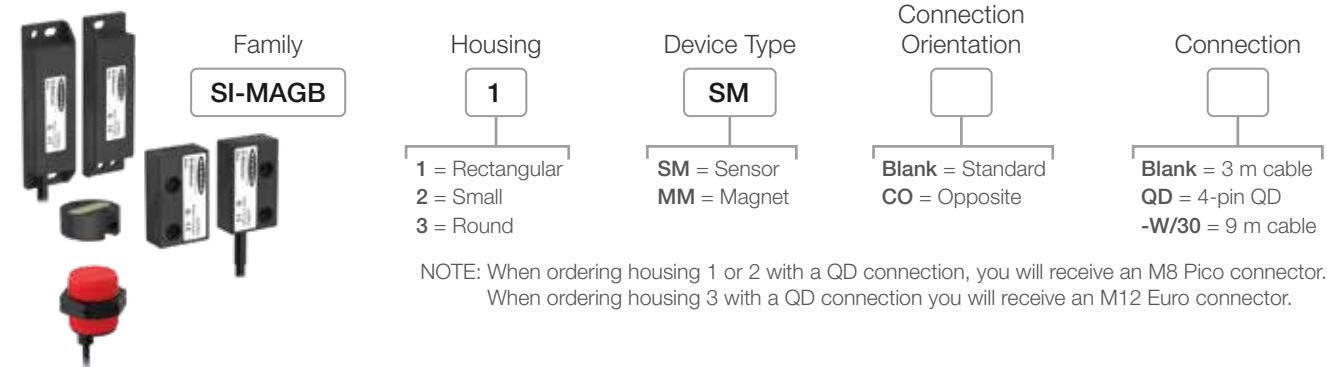 Family
SI-MAGB
Housing
1
1 = Rectangular
2 = Small
3 = Round
Device Type
SM
SM = Sensor
MM = Magnet
Connection
Orientation
Blank = Standard
CO = Opposite
Connection
Blank = 3 m cable
QD = 4-pin QD
-W/30 = 9 m cable
NOTE: When ordering housing 1 or 2 with a QD connection, you will receive an M8 Pico connector.
When ordering housing 3 with a QD connection you will receive an M12 Euro connector.